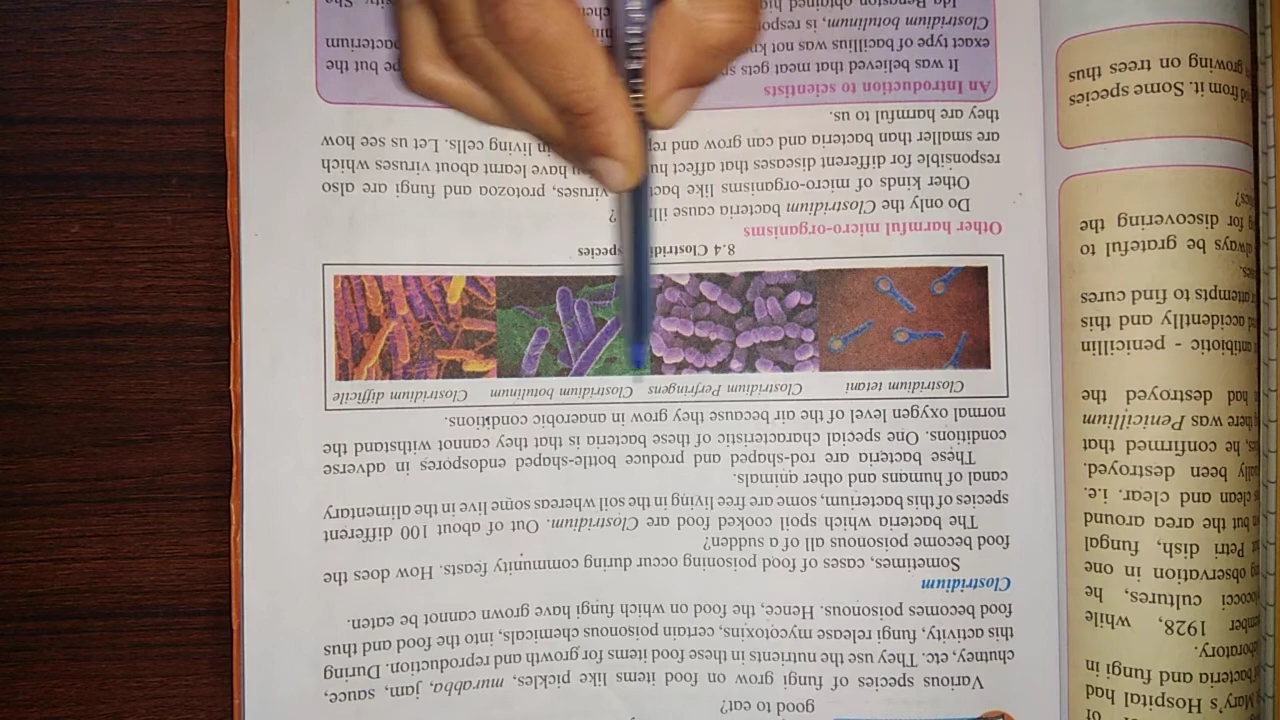 good to eat?
Various species of fungi grow on food items like pickles, murabba, jam, sauce,
chutney, etc. They use the nutrients in these food items for growth and reproduction. During
this activity, fungi release mycotoxins, certain poisonous chemicals, into the food and thus
food becomes poisonous. Hence, the food on which fungi have grown cannot be eaten.
Clostridium
Sometimes, cases of food poisoning occur during community feasts. How does the
food become poisonous all of a sudden?
The bacteria which spoil cooked food are Clostridium. Out of about 100 different
species of this bacterium, some are free living in the soil whereas some live in the alimentary
canal of humans and other animals.
These bacteria are rod-shaped and produce bottle-shaped endospores in adverse
conditions. One special characteristic of these bacteria is that they cannot withstand the
normal oxygen level of the air because they grow in anaerobic conditions.
Clostridium tetani Clostridium Perfringens Clostridium botulinum Clostridium difficile
8.4 Clostridium species
Other harmful micro-organisms
Do only the Clostridium bacteria cause ?
Other kinds of micro-organisms like viruses, protozoa and fungi are also
responsible for different diseases that affect have learnt about viruses which
are smaller than bacteria and can grow and in living cells. Let us see how
they are harmful to us.
An Introduction to scientists
It was believed that meat gets but the
exact type of bacillius was not bacterium
Clostridium botulinum, is
Ida Bengston obtained She
Mary's Hospital had
bacteria and fungi in
1928, while
cultures, he
observation in one
Petri dish, fungal
but the area around
clean and clear. i.e.
been destroyed.
he confirmed that
there was Penicillium
had destroyed the
antibiotic - penicillin
accidently and this
attempts to find cures
always be grateful to
for discovering the
from it. Some species
growing on trees thus